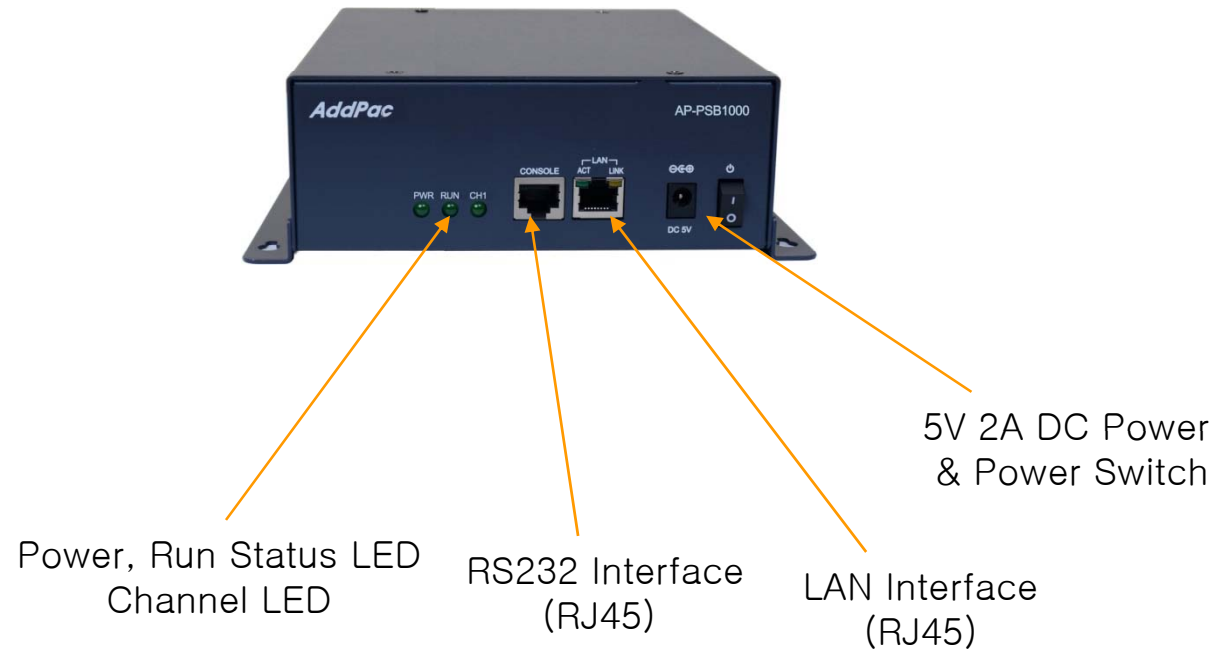 AddPac
AP-PSB1000
LAN
CONSOLE
ACT LINK
PWR RUN CH1
DC 5V
5V 2A DC Power
& Power Switch
Power, Run Status LED
Channel LED
RS232 Interface
(RJ45)
LAN Interface
(RJ45)